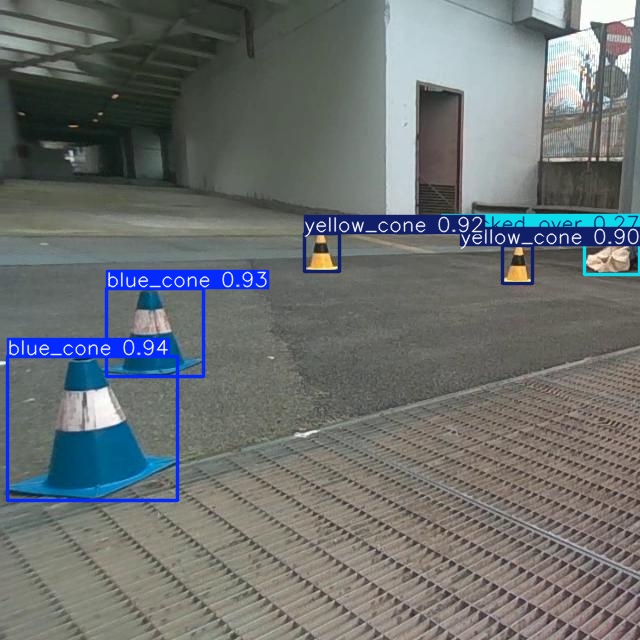 yellow_cone 0.92
ked_over 0.27
yellow_cone 0.90
blue_cone 0.93
blue_cone 0.94